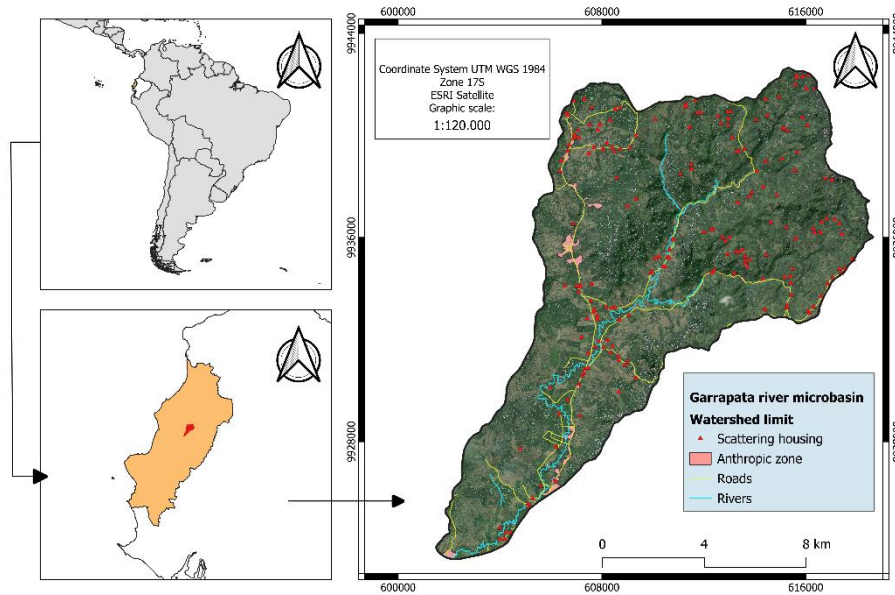 600000
608000
616000
9944000
Coordinate System UTM WGS 1984
Zone 17S
ESRI Satellite
Graphic scale:
1:120.000
9936000
9928000
Garrapata river microbasin
Watershed limit
Scattering housing
Anthropic zone
Roads
Rivers
0
4
8 km
600000
608000
616000